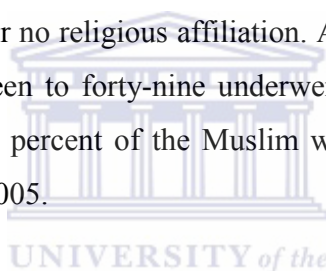 r no religious affiliation. A
een to forty-nine underwe
percent of the Muslim w
005.
UNIVERSITY of the